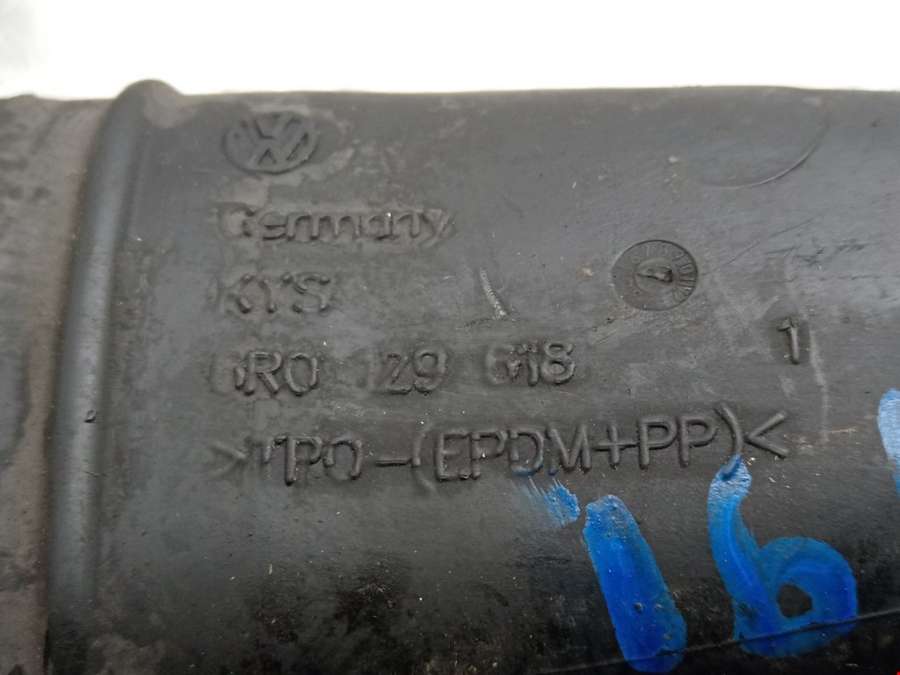 Germany
KTS
6R0 129 618 1
>TPO-(EPDM+PP)<
16